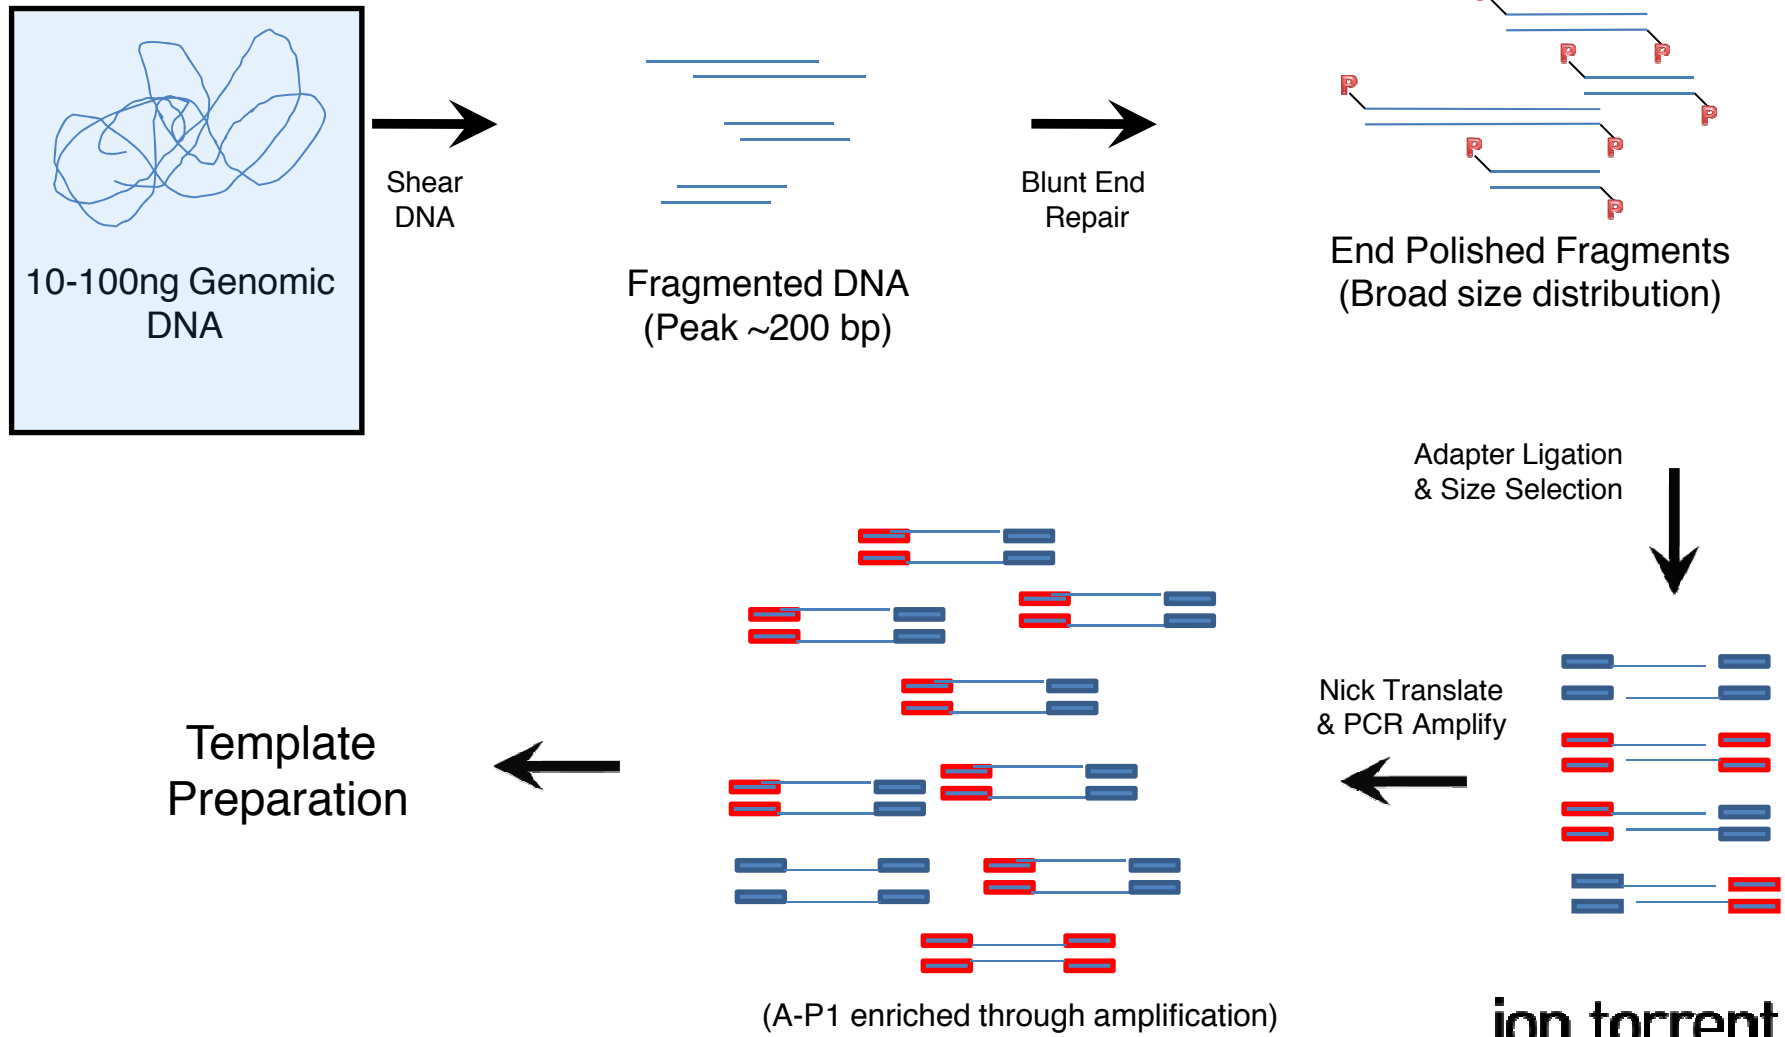 P
P
P
P
P
P
P
P
10-100ng Genomic
DNA
Shear
DNA
Fragmented DNA
(Peak ~200 bp)
Blunt End
Repair
End Polished Fragments
(Broad size distribution)
Adapter Ligation
& Size Selection
Nick Translate
& PCR Amplify
(A-P1 enriched through amplification)
Template
Preparation
ion torrent